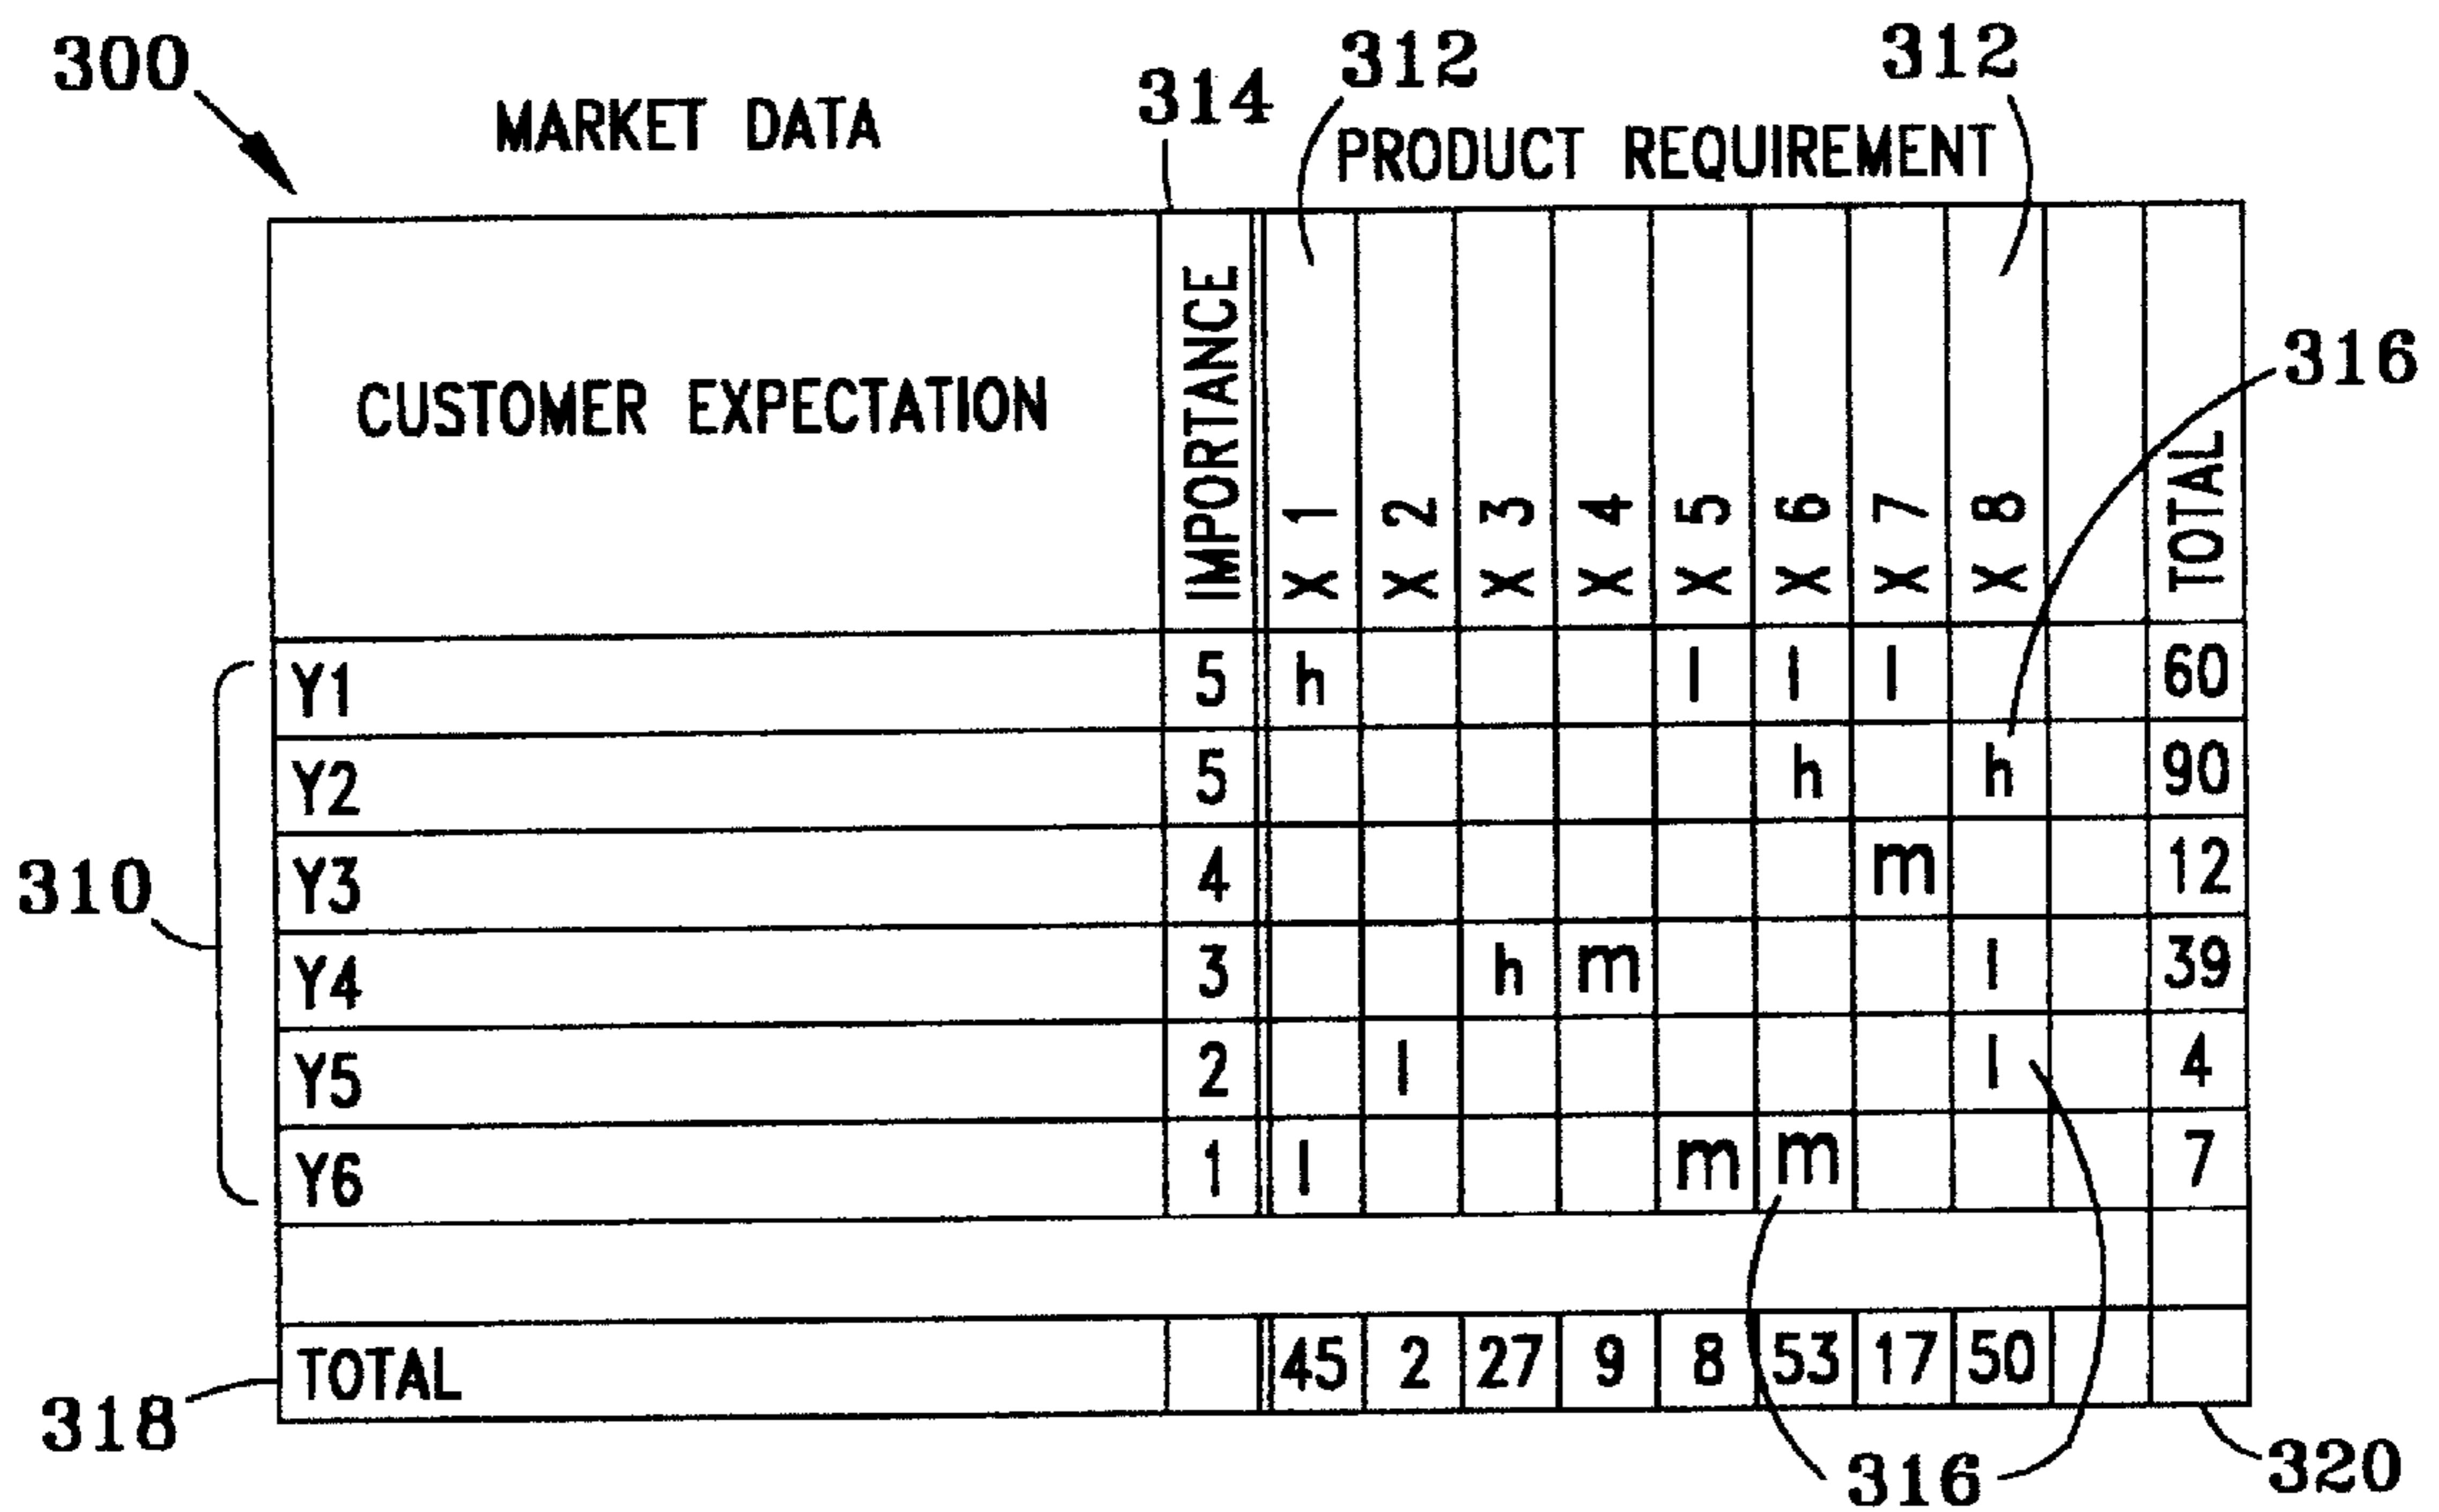 300
MARKET DATA
314
312
312
PRODUCT REQUIREMENT
CUSTOMER EXPECTATION
IMPORTANCE
X 1
X 2
X 3
X 4
X 5
X 6
X 7
X 8
TOTAL
316
Y1 5 h l l l 60
Y2 5 h h 90
Y3 4 m 12
310
Y4 3 h m l 39
Y5 2 l l 4
Y6 1 l m m 7
TOTAL 45 2 27 9 8 53 17 50
318
316
320